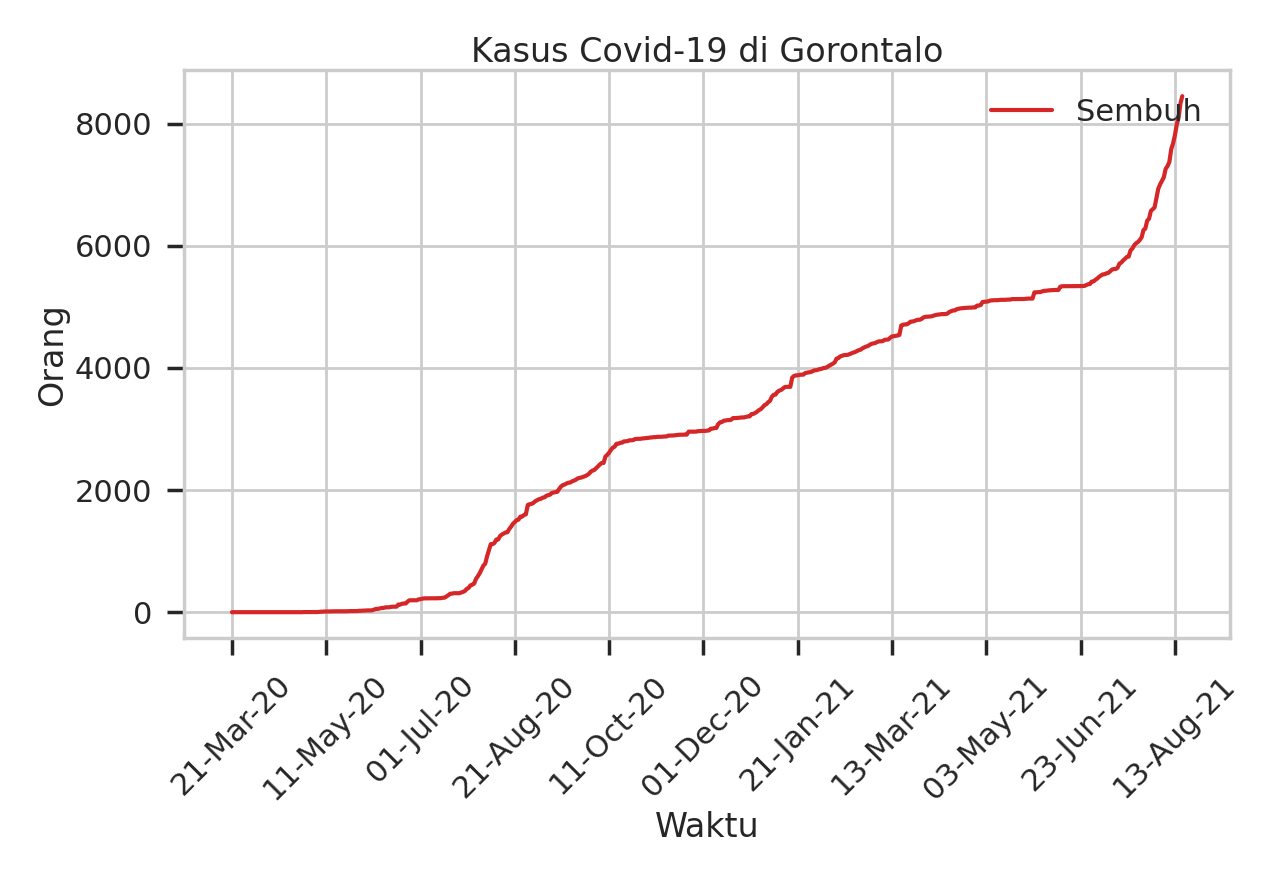 Kasus Covid-19 di Gorontalo
Sembuh
8000
6000
4000
2000
0
Orang
21-Mar-20
11-May-20
01-Jul-20
21-Aug-20
11-Oct-20
01-Dec-20
21-Jan-21
13-Mar-21
03-May-21
23-Jun-21
13-Aug-21
Waktu